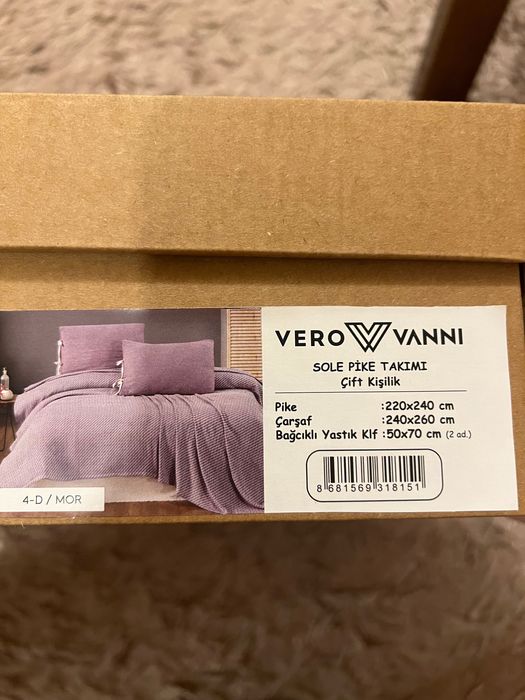 VERO VANNI
SOLE PİKE TAKIMI
Çift Kişilik
Pike :220x240 cm
Çarşaf :240x260 cm
Bağcıklı Yastık Klf :50x70 cm (2 ad.)
8 681569 318151
4-D / MOR